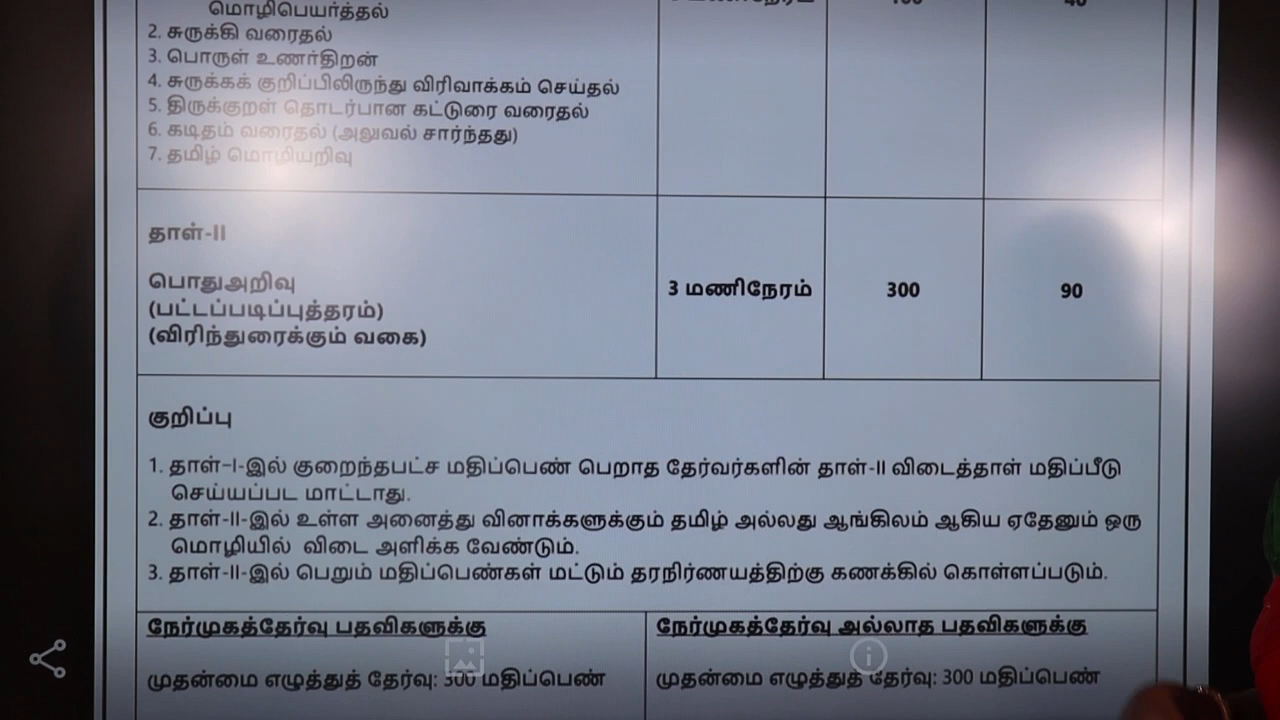 மொழிபெயர்த்தல்
2. சுருக்கி வரைதல்
3. பொருள் உணர்திறன்
4. சுருக்கக் குறிப்பிலிருந்து விரிவாக்கம் செய்தல்
5. திருக்குறள் தொடர்பான கட்டுரை வரைதல்
6. கடிதம் வரைதல் (அலுவல் சார்ந்தது)
7. தமிழ் மொழியறிவு
தாள்-II
பொதுஅறிவு
(பட்டப்படிப்புத்தரம்)
(விரிந்துரைக்கும் வகை)
3 மணிநேரம் 300 90
குறிப்பு
1. தாள்-I-இல் குறைந்தபட்ச மதிப்பெண் பெறாத தேர்வர்களின் தாள்-II விடைத்தாள் மதிப்பீடு
செய்யப்பட மாட்டாது.
2. தாள்-II-இல் உள்ள அனைத்து வினாக்களுக்கும் தமிழ் அல்லது ஆங்கிலம் ஆகிய ஏதேனும் ஒரு
மொழியில் விடை அளிக்க வேண்டும்.
3. தாள்-II-இல் பெறும் மதிப்பெண்கள் மட்டும் தரநிர்ணயத்திற்கு கணக்கில் கொள்ளப்படும்.
நேர்முகத்தேர்வு பதவிகளுக்கு
முதன்மை எழுத்துத் தேர்வு: 300 மதிப்பெண்
நேர்முகத்தேர்வு அல்லாத பதவிகளுக்கு
முதன்மை எழுத்துத் தேர்வு: 300 மதிப்பெண்